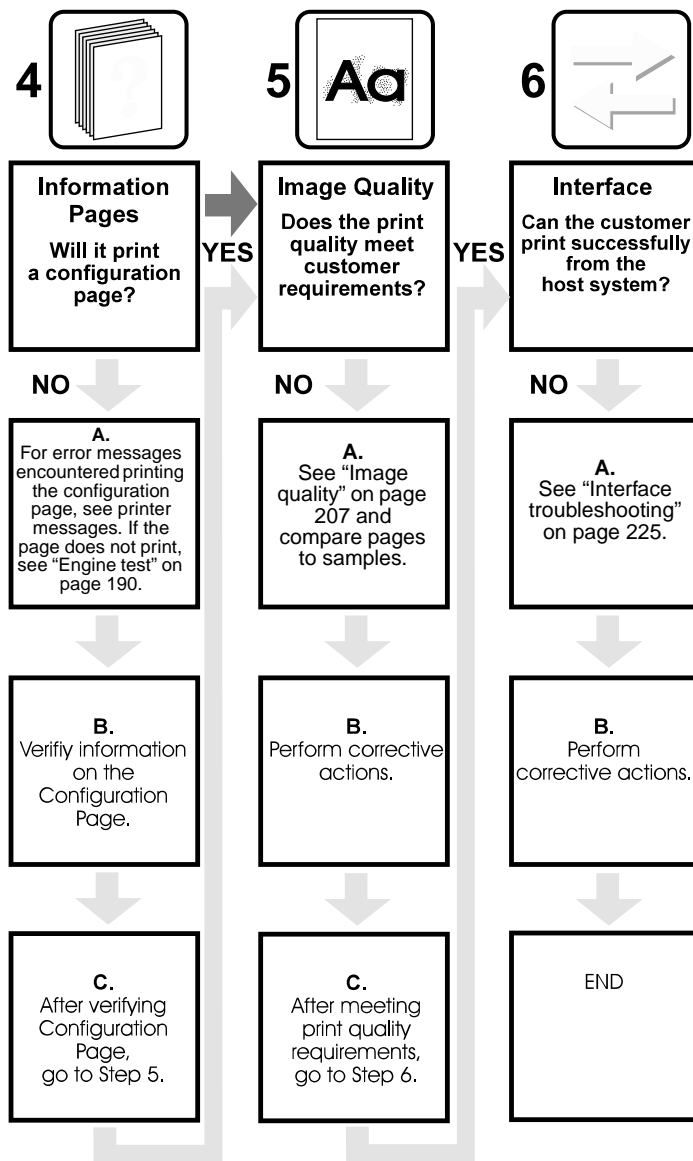 4
Information
Pages
Will it print
a configuration
page?
YES
NO
A.
For error messages
encountered printing
the configuration
page, see printer
messages. If the
page does not print,
see “Engine test” on
page 190.
B.
Verifiy information
on the
Configuration
Page.
C.
After verifying
Configuration
Page,
go to Step 5.
5
Aa
Image Quality
Does the print
quality meet
customer
requirements?
YES
NO
A.
See “Image
quality” on page
207 and
compare pages
to samples.
B.
Perform corrective
actions.
C.
After meeting
print quality
requirements,
go to Step 6.
6
Interface
Can the customer
print successfully
from the
host system?
NO
A.
See “Interface
troubleshooting”
on page 225.
B.
Perform
corrective actions.
END